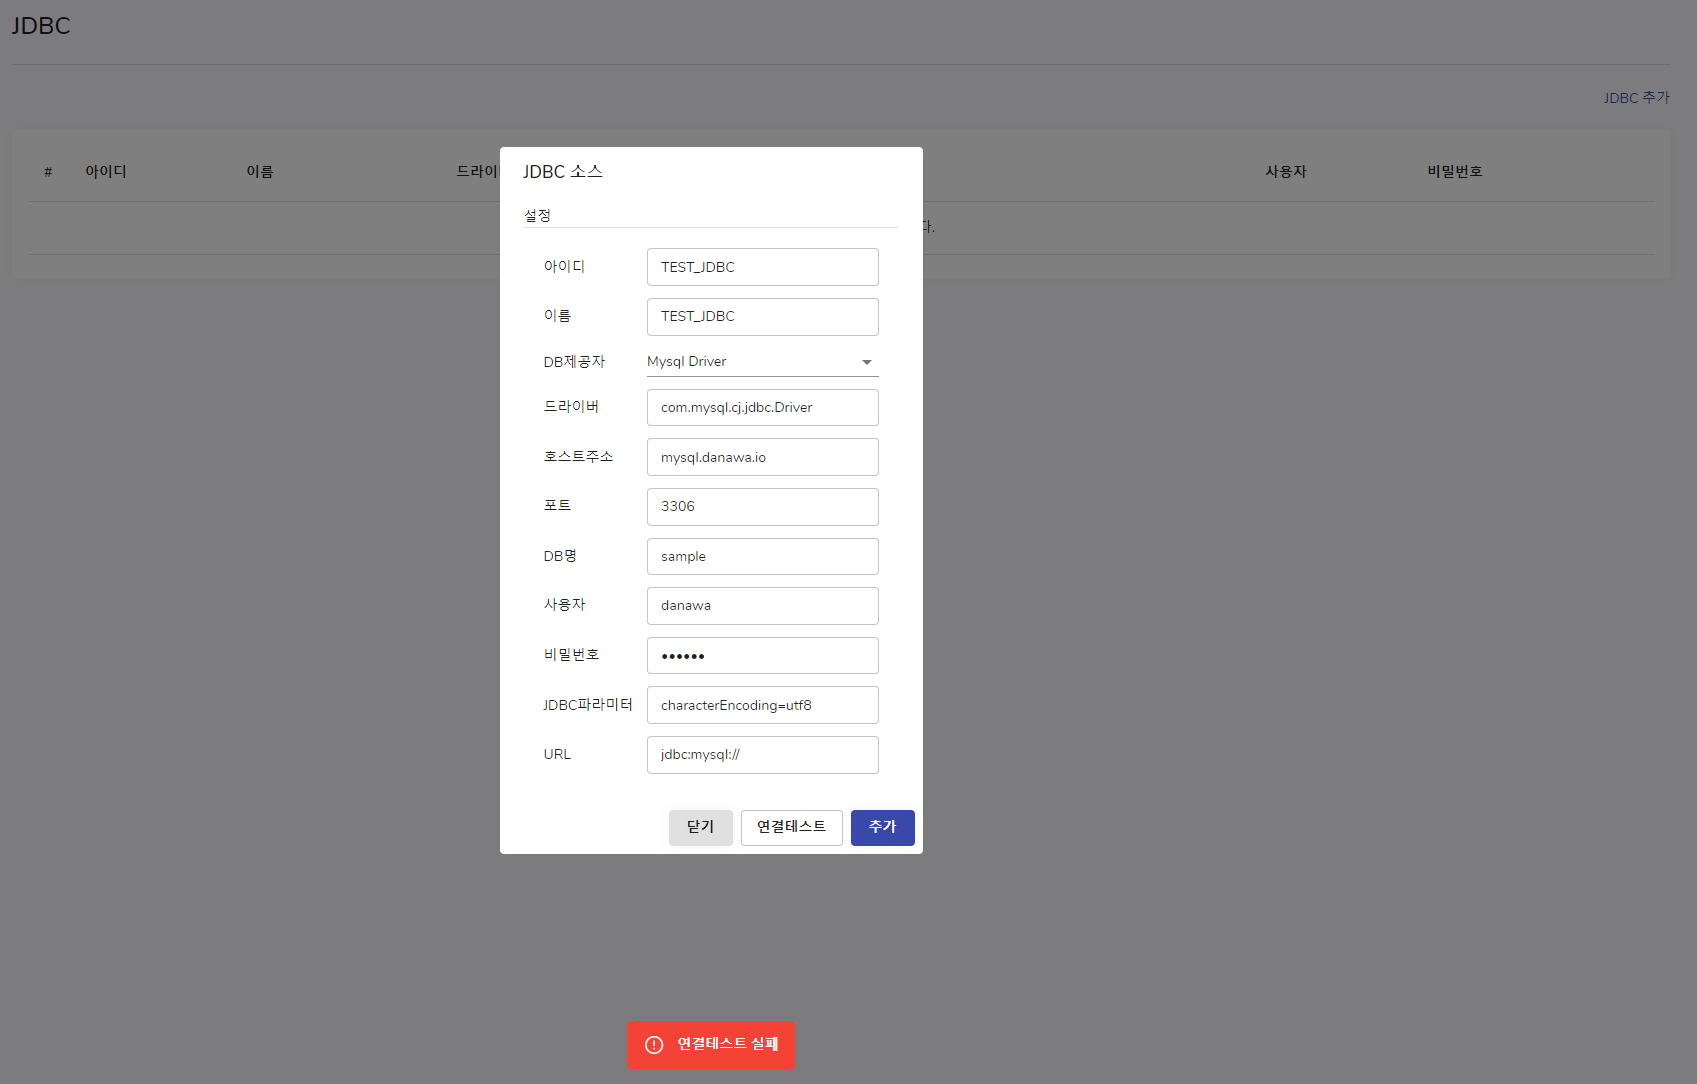 JDBC
JDBC 추가
# 아이디 이름 드라이 사용자 비밀번호
다.
JDBC 소스
설정
아이디 TEST_JDBC
이름 TEST_JDBC
DB제공자 Mysql Driver
드라이버 com.mysql.cj.jdbc.Driver
호스트주소 mysql.danawa.io
포트 3306
DB명 sample
사용자 danawa
비밀번호 ••••••
JDBC파라미터 characterEncoding=utf8
URL jdbc:mysql://
닫기 연결테스트 추가
연결테스트 실패